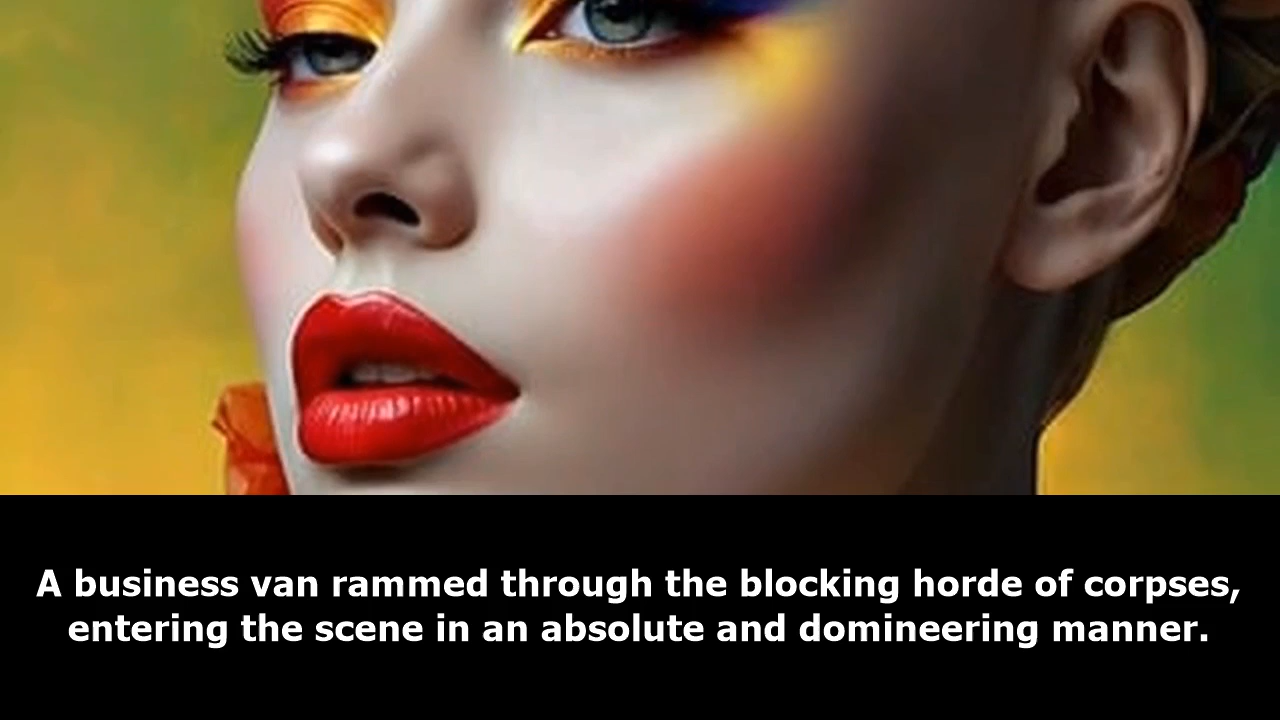 A business van rammed through the blocking horde of corpses,
entering the scene in an absolute and domineering manner.